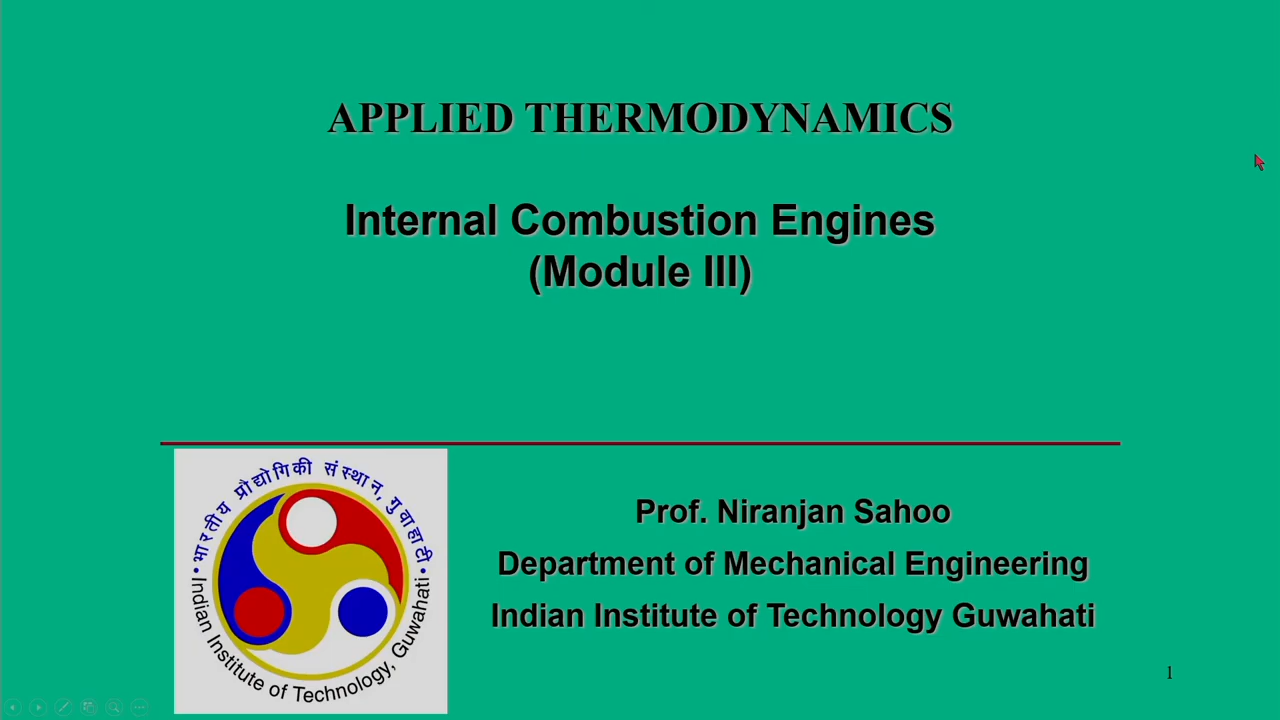 APPLIED THERMODYNAMICS
Internal Combustion Engines
(Module III)
भारतीय प्रौद्योगिकी संस्थान, गुवाहाटी
Indian Institute of Technology, Guwahati
Prof. Niranjan Sahoo
Department of Mechanical Engineering
Indian Institute of Technology Guwahati
1